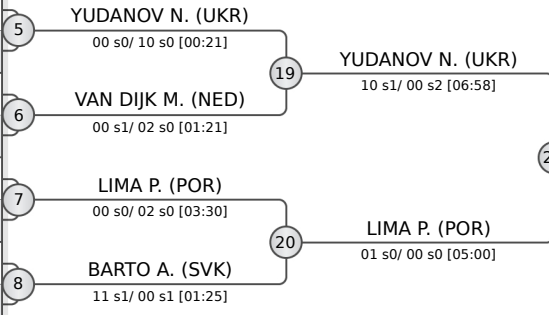 YUDANOV N. (UKR)
5
00 s0/ 10 s0 [00:21]
19
YUDANOV N. (UKR)
10 s1/ 00 s2 [06:58]
VAN DIJK M. (NED)
6
00 s1/ 02 s0 [01:21]
2
LIMA P. (POR)
7
00 s0/ 02 s0 [03:30]
20
LIMA P. (POR)
01 s0/ 00 s0 [05:00]
BARTO A. (SVK)
8
11 s1/ 00 s1 [01:25]